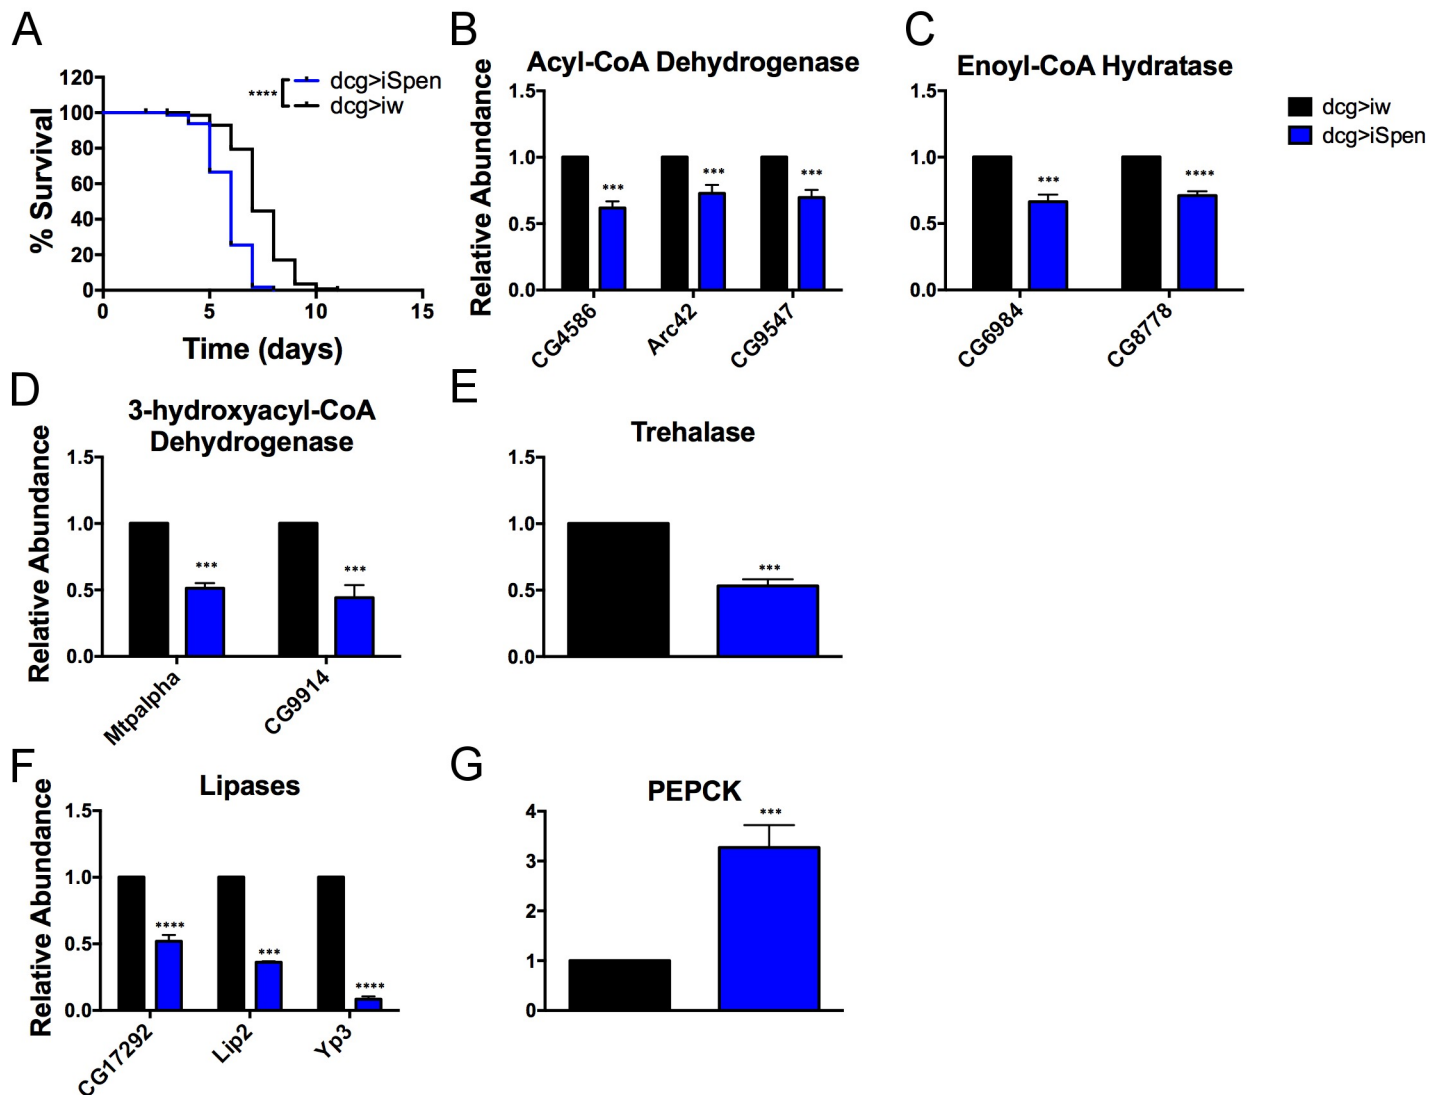 A
120
100
80
60
40
20
0
% Survival
0
5
10
15
Time (days)
****
dcg>iSpen
dcg>iw
B
Acyl-CoA Dehydrogenase
Relative Abundance
1.5
1.0
0.5
0.0
***
***
***
CG4586
Arc42
CG9547
C
Enoyl-CoA Hydratase
1.5
1.0
0.5
0.0
***
****
CG6984
CG8778
dcg>iw
dcg>iSpen
D
3-hydroxyacyl-CoA
Dehydrogenase
Relative Abundance
1.5
1.0
0.5
0.0
***
***
Mtpalpha
CG9914
E
Trehalase
1.5
1.0
0.5
0.0
***
F
Lipases
Relative Abundance
1.5
1.0
0.5
0.0
****
***
****
CG17292
Lip2
Yp3
G
PEPCK
4
3
2
1
0
***